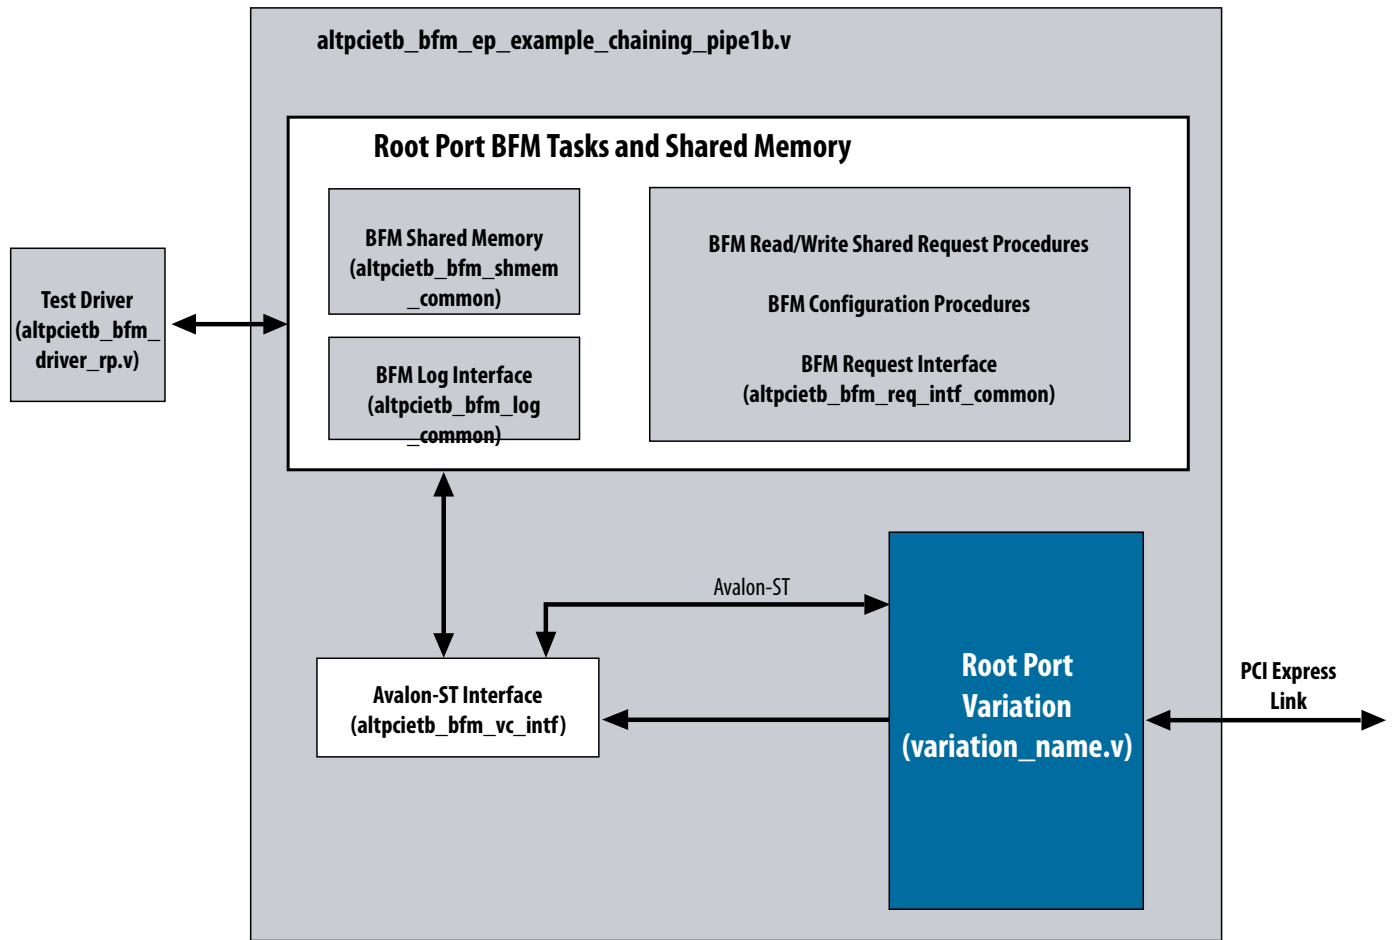 altpcietb_bfm_ep_example_chaining_pipe1b.v
Root Port BFM Tasks and Shared Memory
BFM Shared Memory
(altpcietb_bfm_shmem
_common)
BFM Log Interface
(altpcietb_bfm_log
_common)
BFM Read/Write Shared Request Procedures
BFM Configuration Procedures
BFM Request Interface
(altpcietb_bfm_req_intf_common)
Test Driver
(altpcietb_bfm_
driver_rp.v)
Avalon-ST
Avalon-ST Interface
(altpcietb_bfm_vc_intf)
Root Port
Variation
(variation_name.v)
PCI Express
Link